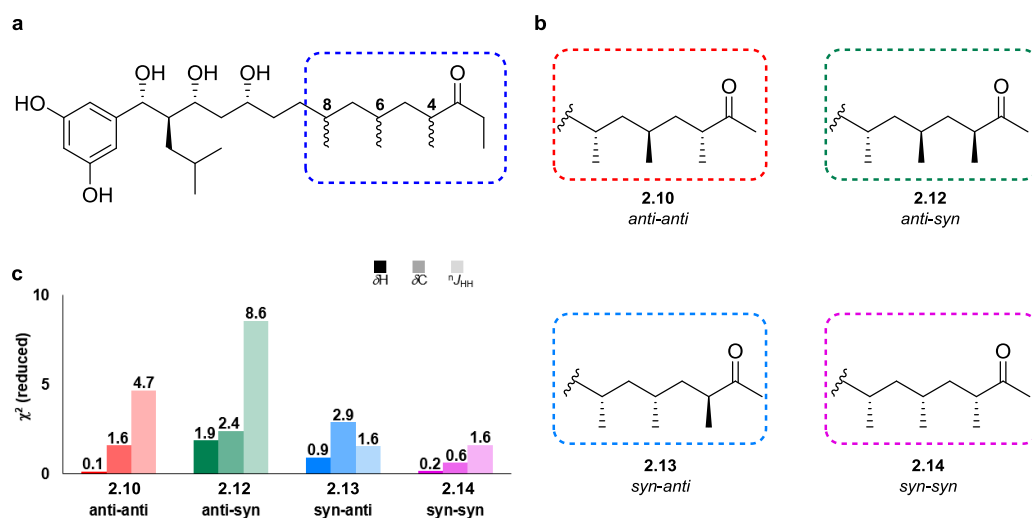 a
b
OH OH OH
HO
OH
8 6 4
O
O
2.10
anti-anti
O
2.12
anti-syn
c
δH δC ⁿJHH
χ² (reduced)
10
5
0
0.1 1.6 4.7
1.9 2.4 8.6
0.9 2.9 1.6
0.2 0.6 1.6
2.10 2.12 2.13 2.14
anti-anti anti-syn syn-anti syn-syn
O
2.13
syn-anti
O
2.14
syn-syn